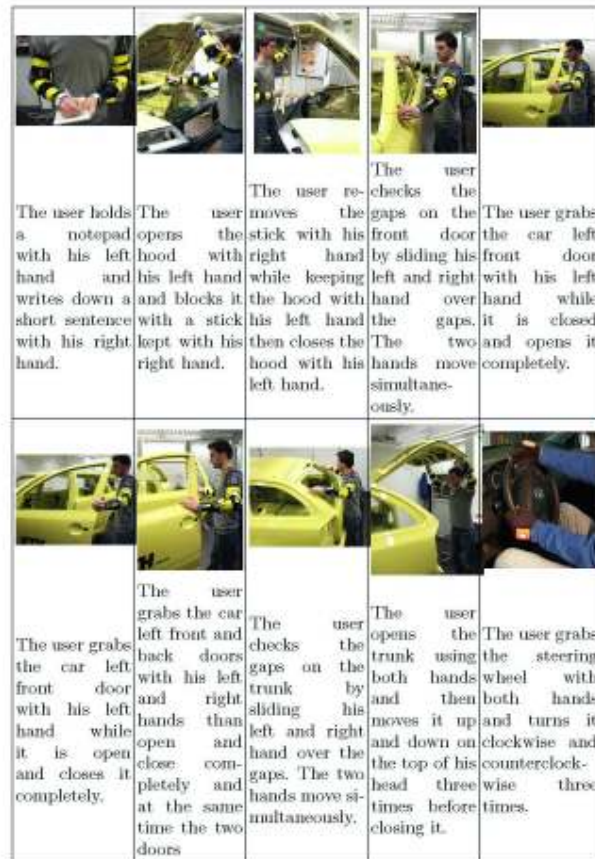 The user holds
a notepad
with his left
hand and
writes down a
short sentence
with his right
hand.
The user
opens the
hood with
his left hand
and blocks it
with a stick
kept with his
right hand.
The user re-
moves the
stick with his
right hand
while keeping
the hood with
his left hand
then closes the
hood with his
left hand.
The user
checks the
gaps on the
front door
by sliding his
left and right
hand over
the gaps.
The two
hands move
simultane-
ously.
The user grabs
the car left
front door
with his left
hand while
it is closed
and opens it
completely.
The user grabs
the car left
front door
with his left
hand while
it is open
and closes it
completely.
The user
grabs the car
left front and
back doors
with his left
and right
hands than
open and
close com-
pletely and
at the same
time the two
doors
The user
checks the
gaps on the
trunk by
sliding his
left and right
hand over the
gaps. The two
hands move si-
multaneously.
The user
opens the
trunk using
both hands
and then
moves it up
and down on
the top of his
head three
times before
closing it.
The user grabs
the steering
wheel with
both hands
and turns it
clockwise and
counterclock-
wise three
times.